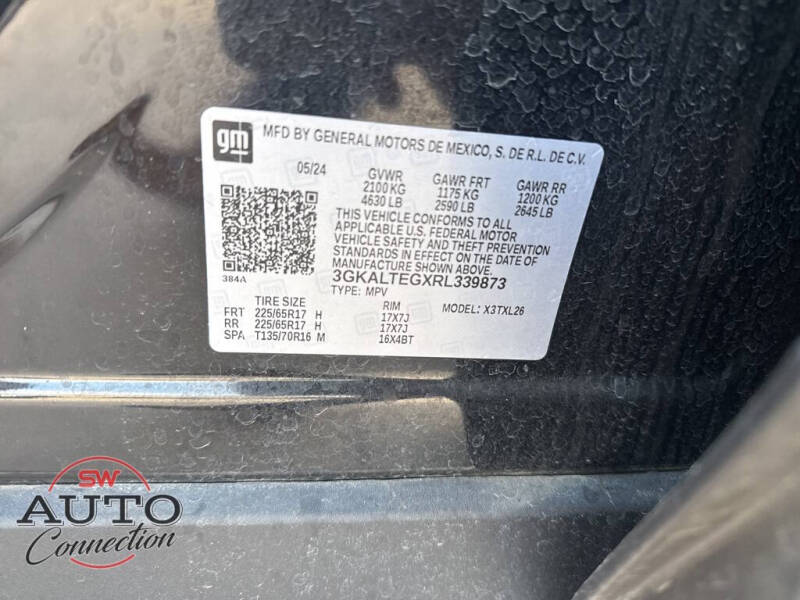 gm MFD BY GENERAL MOTORS DE MEXICO, S. DE R.L. DE C.V.
05/24 GVWR GAWR FRT GAWR RR
2100 KG 1175 KG 1200 KG
4630 LB 2590 LB 2645 LB
THIS VEHICLE CONFORMS TO ALL
APPLICABLE U.S. FEDERAL MOTOR
VEHICLE SAFETY AND THEFT PREVENTION
STANDARDS IN EFFECT ON THE DATE OF
MANUFACTURE SHOWN ABOVE.
384A 3GKALTEGXRL339873
TYPE: MPV
TIRE SIZE RIM MODEL: X3TXL26
FRT 225/65R17 H 17X7J
RR 225/65R17 H 17X7J
SPA T135/70R16 M 16X4BT
SW
AUTO
Connection